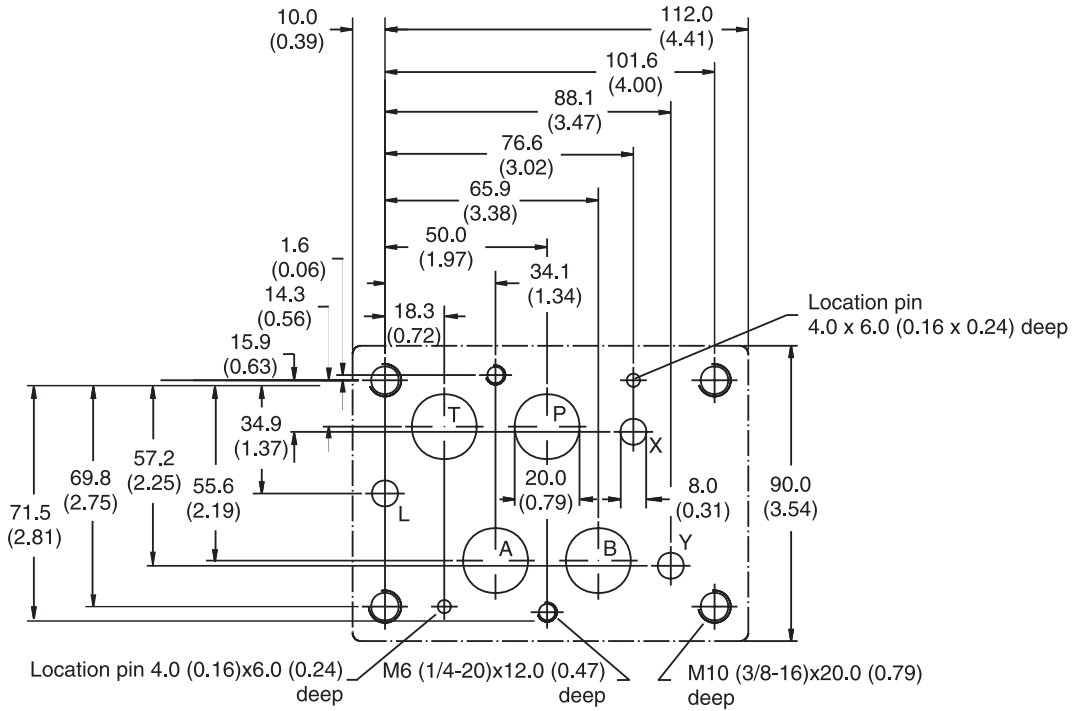 10.0
(0.39)
112.0
(4.41)
101.6
(4.00)
88.1
(3.47)
76.6
(3.02)
65.9
(3.38)
50.0
(1.97)
1.6
(0.06)
34.1
(1.34)
14.3
(0.56)
18.3
(0.72)
Location pin
4.0 x 6.0 (0.16 x 0.24) deep
15.9
(0.63)
T
P
X
34.9
(1.37)
57.2
(2.25)
69.8
(2.75)
55.6
(2.19)
71.5
(2.81)
20.0
(0.79)
8.0
(0.31)
90.0
(3.54)
L
A
B
Y
Location pin 4.0 (0.16)x6.0 (0.24)
deep
M6 (1/4-20)x12.0 (0.47)
deep
M10 (3/8-16)x20.0 (0.79)
deep